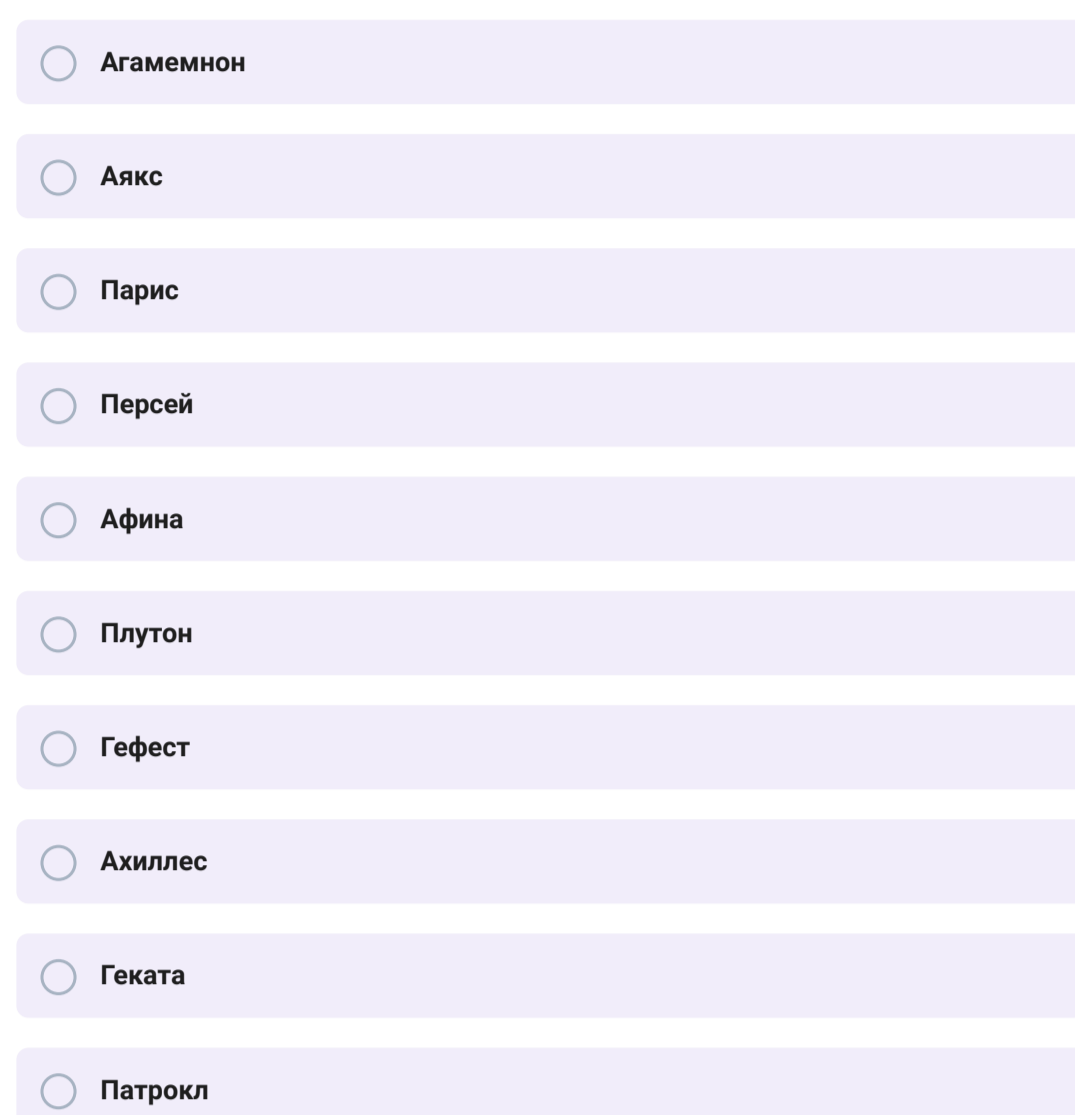 Агамемнон
Аякс
Парис
Персей
Афина
Плутон
Гефест
Ахиллес
Геката
Патрокл